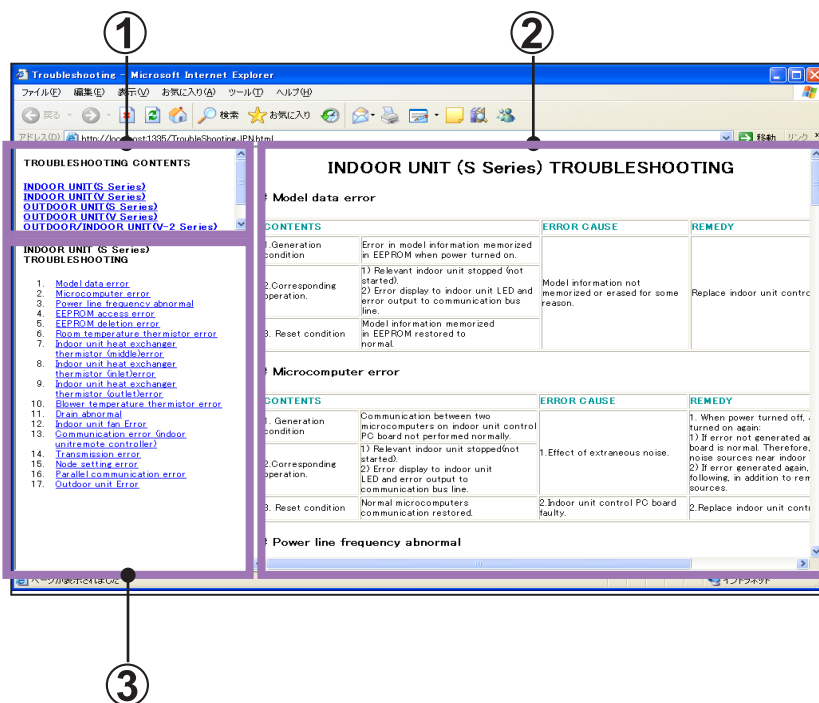 ①
②
Troubleshooting - Microsoft Internet Explorer
ファイル(F) 編集(E) 表示(V) お気に入り(A) ツール(T) ヘルプ(H)
戻る 検索 お気に入り
アドレス(D) http://localhost:1335/TroubleShooting_JPN.html 移動 リンク »
TROUBLESHOOTING CONTENTS
INDOOR UNIT(S Series)
INDOOR UNIT(V Series)
OUTDOOR UNIT(S Series)
OUTDOOR UNIT(V Series)
OUTDOOR/INDOOR UNIT(V-2 Series)
INDOOR UNIT (S Series)
TROUBLESHOOTING
1. Model data error
2. Microcomputer error
3. Power line frequency abnormal
4. EEPROM access error
5. EEPROM deletion error
6. Room temperature thermistor error
7. Indoor unit heat exchanger
thermistor (middle)error
8. Indoor unit heat exchanger
thermistor (inlet)error
9. Indoor unit heat exchanger
thermistor (outlet)error
10. Blower temperature thermistor error
11. Drain abnormal
12. Indoor unit fan Error
13. Communication error (indoor
unitremote controller)
14. Transmission error
15. Node setting error
16. Parallel communication error
17. Outdoor unit Error
INDOOR UNIT (S Series) TROUBLESHOOTING
# Model data error
CONTENTS ERROR CAUSE REMEDY
1.Generation
condition
Error in model information memorized
in EEPROM when power turned on.
2.Corresponding
operation.
1) Relevant indoor unit stopped (not
started).
2) Error display to indoor unit LED and
error output to communication bus
line.
3. Reset condition
Model information memorized
in EEPROM restored to
normal.
Model information not
memorized or erased for some
reason.
Replace indoor unit contro
# Microcomputer error
CONTENTS ERROR CAUSE REMEDY
1. Generation
condition
Communication between two
microcomputers on indoor unit control
PC board not performed normally.
2.Corresponding
operation.
1) Relevant indoor unit stopped(not
started).
2) Error display to indoor unit
LED and error output to
communication bus line.
1.Effect of extraneous noise.
1. When power turned off,
turned on again:
1) If error not generated ag
board is normal. Therefore,
noise sources near indoor
2) If error generated again,
following, in addition to rem
sources.
3. Reset condition
Normal microcomputers
communication restored.
2.Indoor unit control PC board
faulty.
2.Replace indoor unit contr
# Power line frequency abnormal
ページが表示されました イントラネット
③